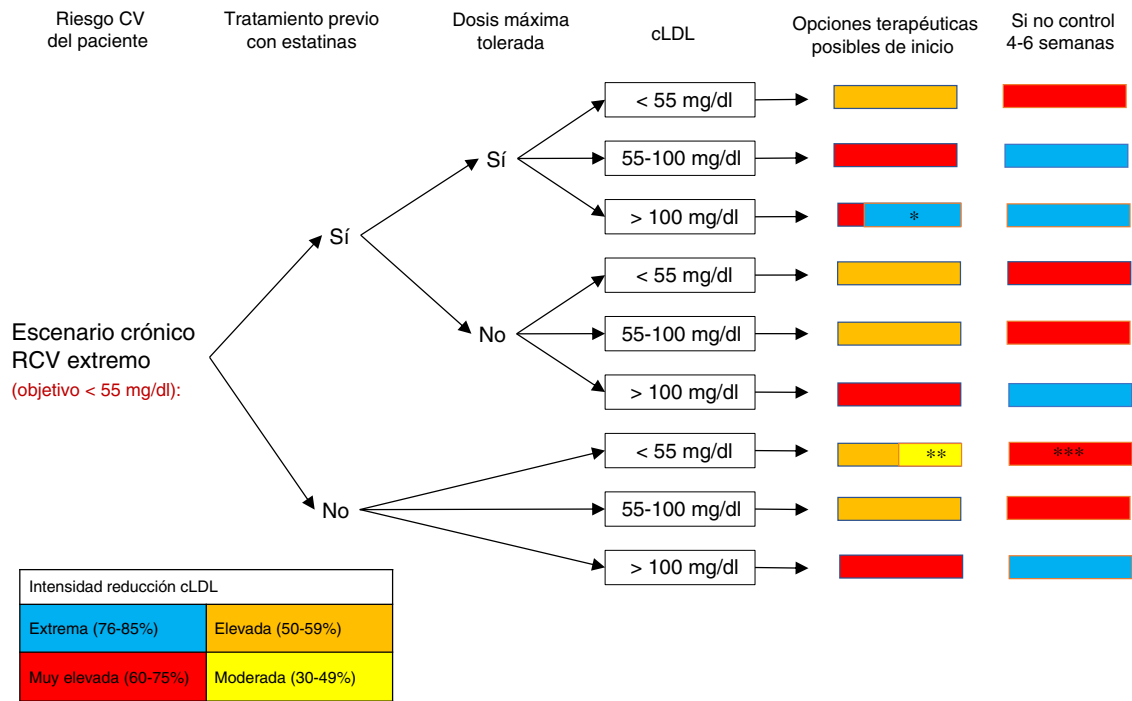 Riesgo CV
del paciente
Tratamiento previo
con estatinas
Dosis máxima
tolerada
cLDL
Opciones terapéuticas
posibles de inicio
Si no control
4-6 semanas
< 55 mg/dl
Sí
55-100 mg/dl
> 100 mg/dl
*
Sí
< 55 mg/dl
No
55-100 mg/dl
> 100 mg/dl
Escenario crónico
RCV extremo
(objetivo < 55 mg/dl):
< 55 mg/dl
**
***
No
55-100 mg/dl
> 100 mg/dl
Intensidad reducción cLDL
Extrema (76-85%)
Elevada (50-59%)
Muy elevada (60-75%)
Moderada (30-49%)